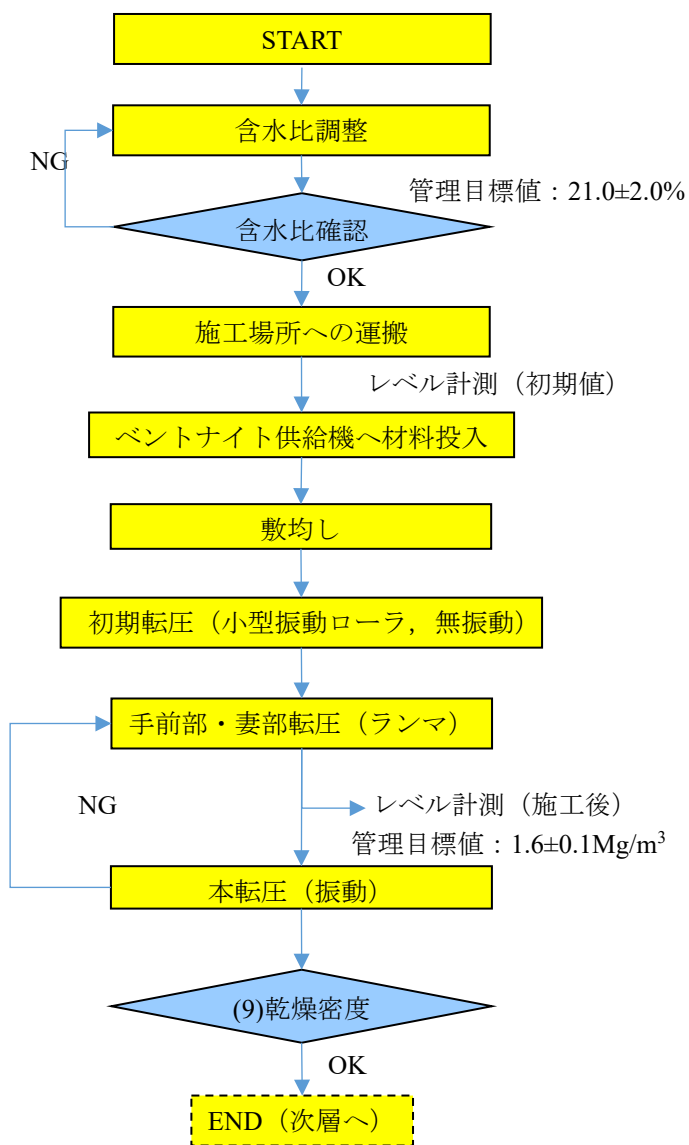 START
含水比調整
NG
管理目標値：21.0±2.0%
含水比確認
OK
施工場所への運搬
レベル計測（初期値）
ベントナイト供給機へ材料投入
敷均し
初期転圧（小型振動ローラ，無振動）
手前部・妻部転圧（ランマ）
NG
レベル計測（施工後）
管理目標値：1.6±0.1Mg/m³
本転圧（振動）
(9)乾燥密度
OK
END（次層へ）